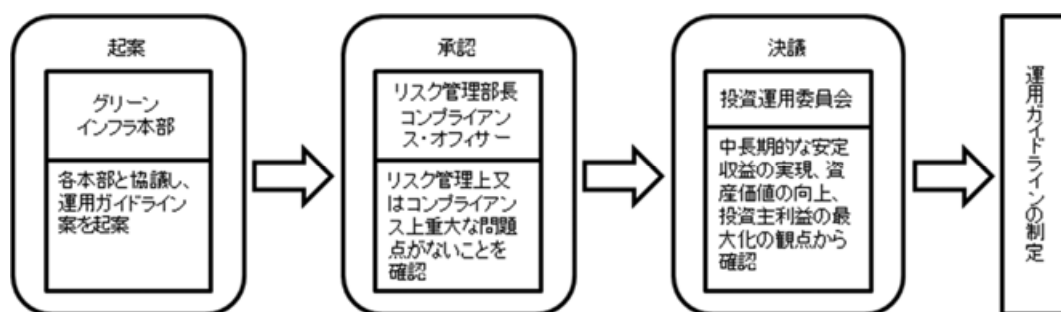 起案
グリーン
インフラ本部
各本部と協議し、
運用ガイドライン
案を起案
承認
リスク管理部長
コンプライアン
ス・オフィサー
リスク管理上又
はコンプライアン
ス上重大な問題
点がないことを
確認
決議
投資運用委員会
中長期的な安定
収益の実現、資
産価値の向上、
投資主利益の最
大化の観点から
確認
運用ガイドラインの制定